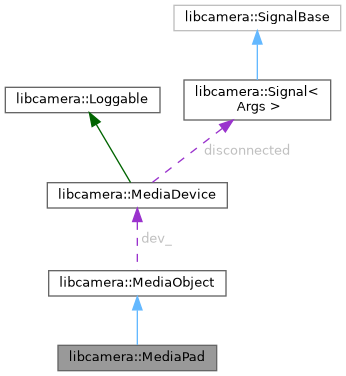 libcamera::SignalBase
libcamera::Loggable
libcamera::Signal<
Args >
disconnected
libcamera::MediaDevice
dev_
libcamera::MediaObject
libcamera::MediaPad